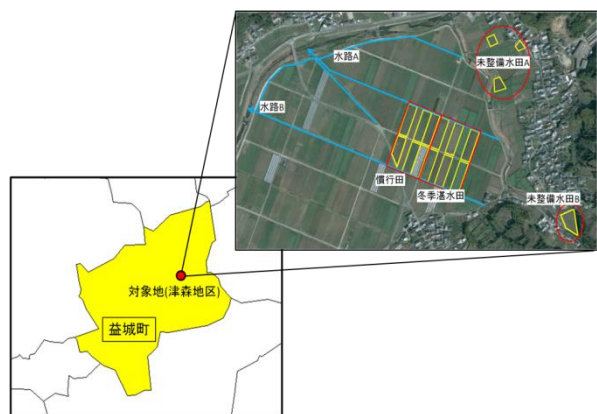 水路A
未整備水田A
水路B
慣行田
冬季湛水田
未整備水田B
対象地(津森地区)
益城町